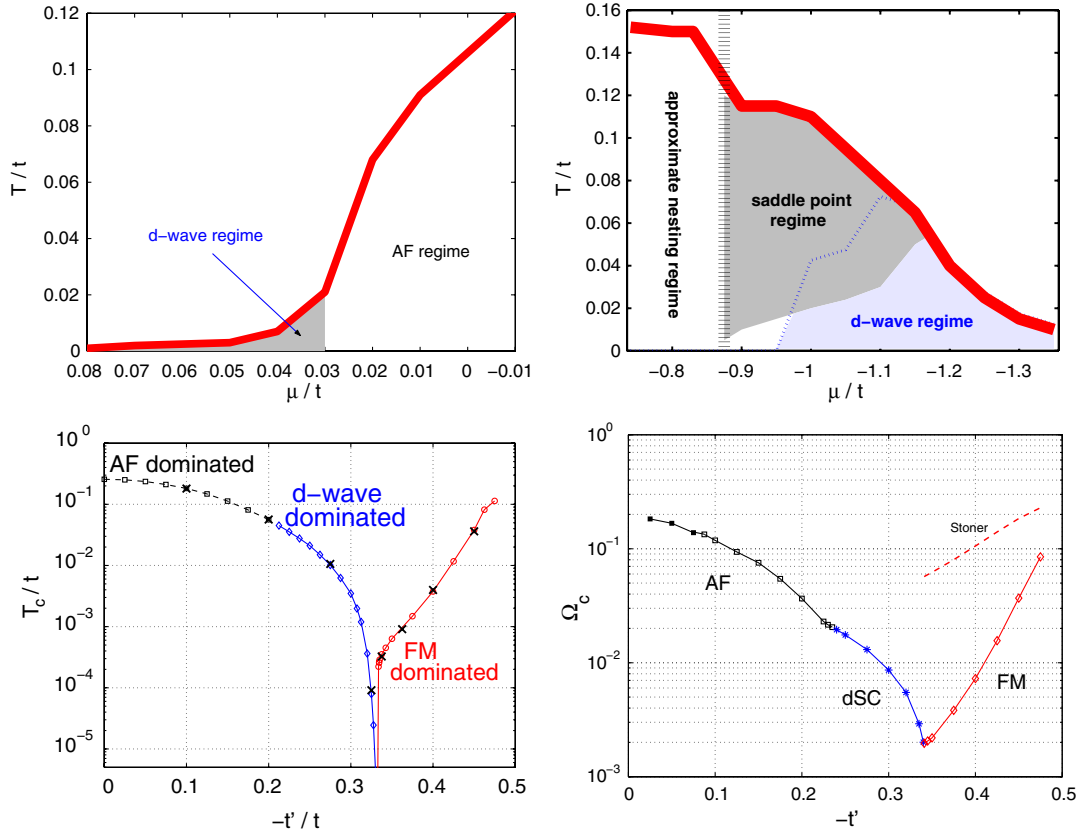 0.12
0.1
0.08
0.06
0.04
0.02
0
T / t
d−wave regime
AF regime
0.08 0.07 0.06 0.05 0.04 0.03 0.02 0.01 0 −0.01
μ / t
0.16
0.14
0.12
0.10
0.08
0.06
0.04
0.02
0
T / t
approximate nesting regime
saddle point
regime
d−wave regime
−0.8 −0.9 −1 −1.1 −1.2 −1.3
μ / t
10^0
10^-1
10^-2
10^-3
10^-4
10^-5
T_c / t
AF dominated
d−wave
dominated
FM
dominated
0 0.1 0.2 0.3 0.4 0.5
−t' / t
10^0
10^-1
10^-2
10^-3
Ω_c
Stoner
AF
dSC
FM
0 0.1 0.2 0.3 0.4 0.5
−t'